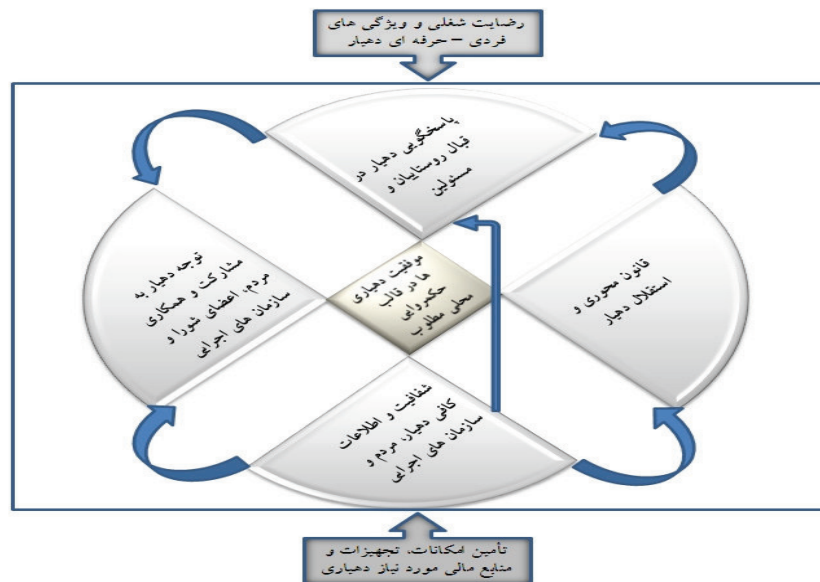 رضایت شغلی و ویژگی های
فردی – حرفه ای دهیار
پاسخگویی دهیار در
قبال روستاییان و
مسئولین
توجه دهیار به
مشارکت و همکاری
مردم، اعضای شورا و
سازمان های اجرایی
موفقیت دهیاری
ها در قالب
حکمروایی
محلی مطلوب
قانون محوری و
استقلال دهیار
شفافیت و اطلاعات
کافی دهیار، مردم و
سازمان های اجرایی
تأمین امکانات، تجهیزات و
منابع مالی مورد نیاز دهیاری